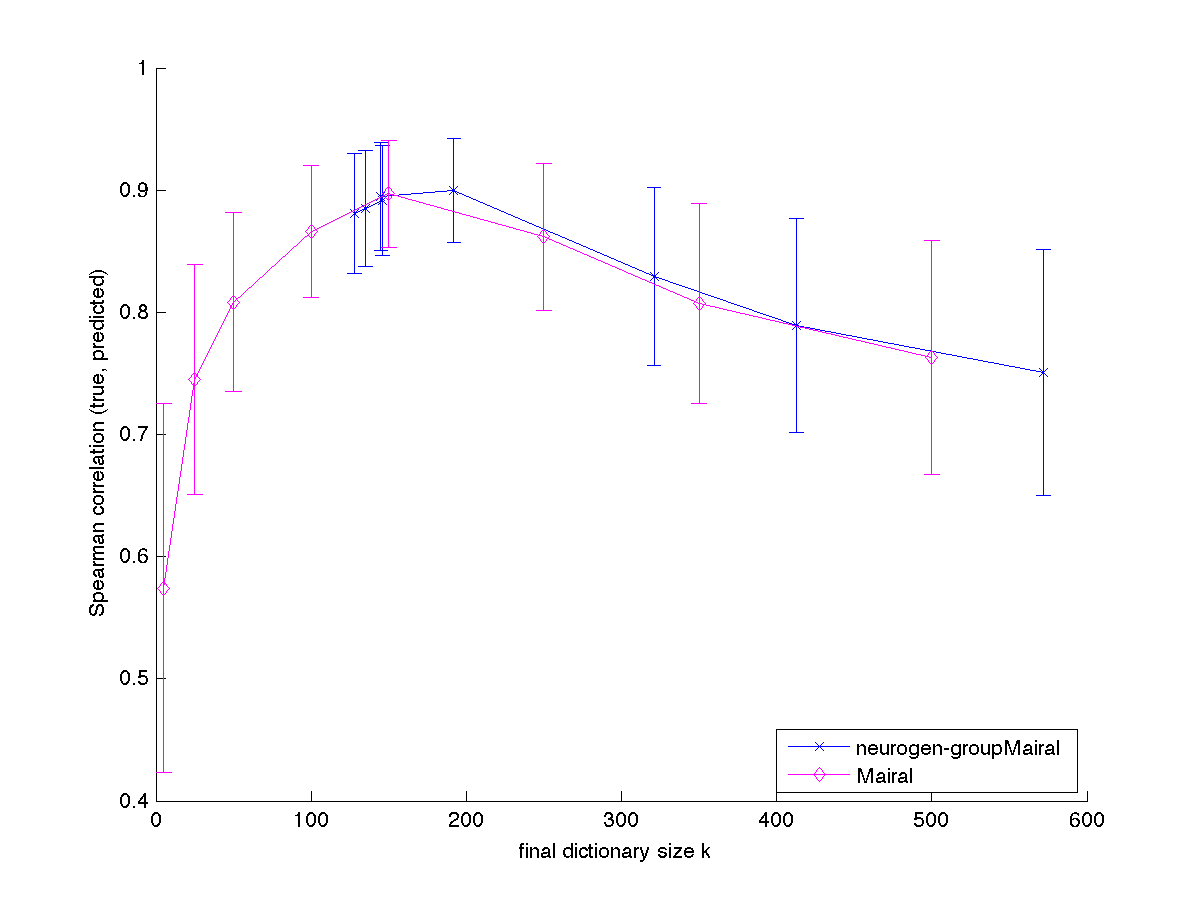 1
0.9
0.8
0.7
0.6
0.5
0.4
Spearman correlation (true, predicted)
0 100 200 300 400 500 600
final dictionary size k
neurogen-groupMairal
Mairal